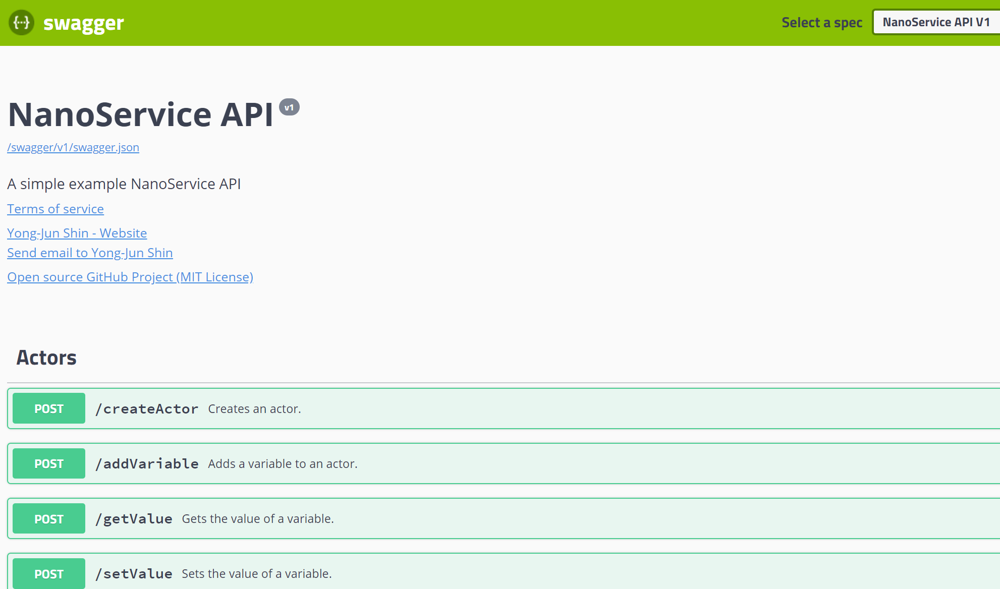 {...} swagger
Select a spec
NanoService API V1
NanoService API v1
/swagger/v1/swagger.json
A simple example NanoService API
Terms of service
Yong-Jun Shin - Website
Send email to Yong-Jun Shin
Open source GitHub Project (MIT License)
Actors
POST /createActor Creates an actor.
POST /addVariable Adds a variable to an actor.
POST /getValue Gets the value of a variable.
POST /setValue Sets the value of a variable.